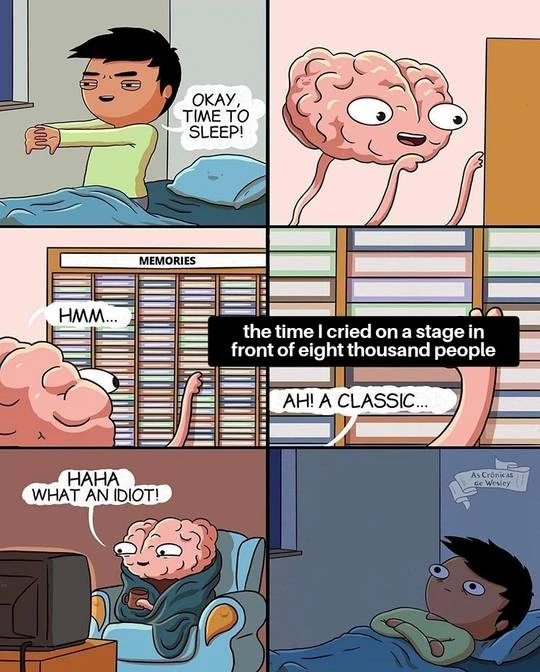 OKAY,
TIME TO
SLEEP!
MEMORIES
HMM...
the time I cried on a stage in
front of eight thousand people
AH! A CLASSIC...
HAHA
WHAT AN IDIOT!
As Crônicas
de Wesley